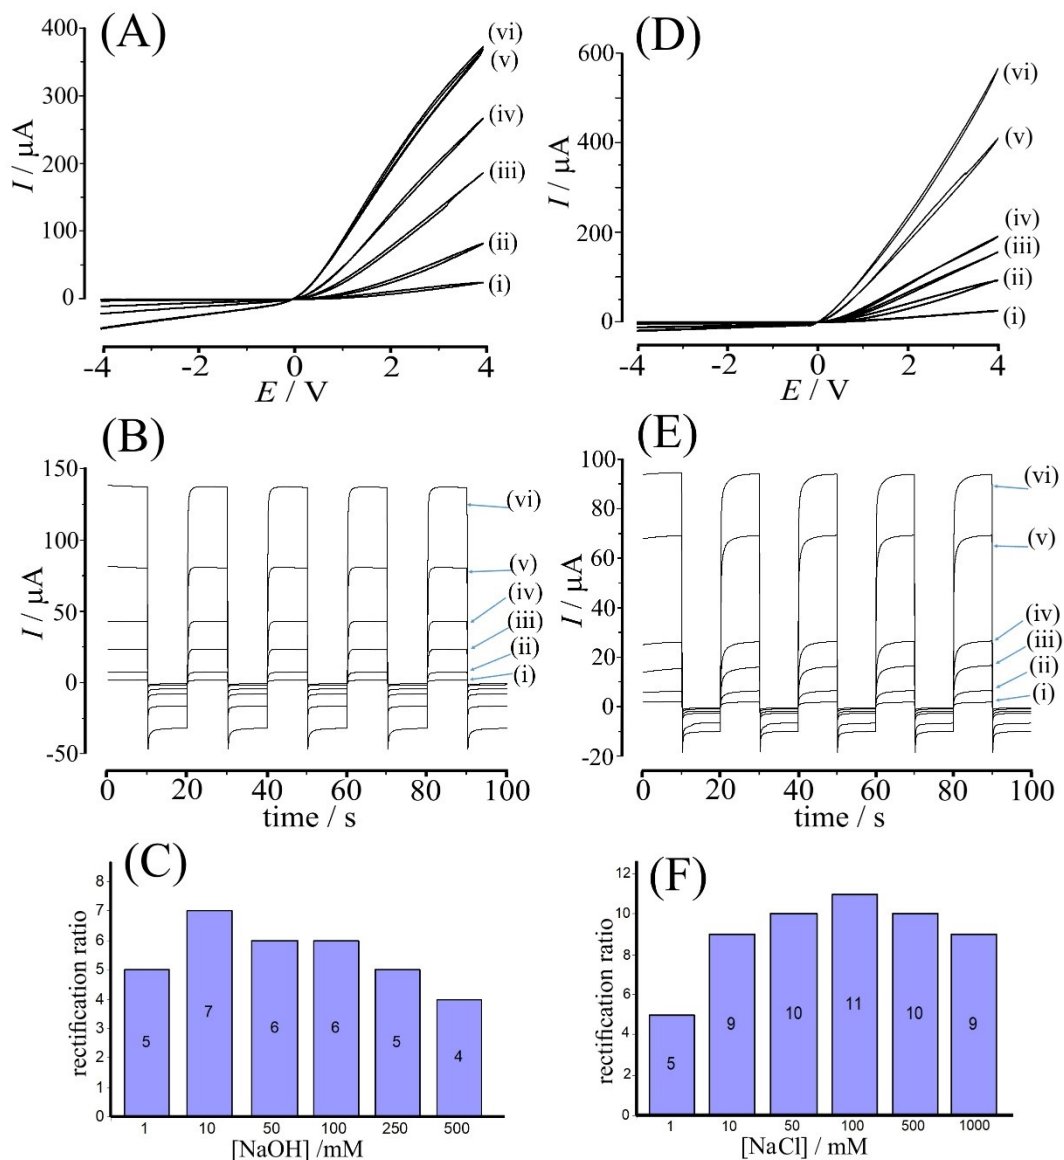 (A)
400
300
200
100
0
I / μA
(vi)
(v)
(iv)
(iii)
(ii)
(i)
-4 -2 0 2 4
E / V
(D)
600
400
200
0
I / μA
(vi)
(v)
(iv)
(iii)
(ii)
(i)
-4 -2 0 2 4
E / V
(B)
150
100
50
0
-50
I / μA
(vi)
(v)
(iv)
(iii)
(ii)
(i)
0 20 40 60 80 100
time / s
(E)
100
80
60
40
20
0
-20
I / μA
(vi)
(v)
(iv)
(iii)
(ii)
(i)
0 20 40 60 80 100
time / s
(C)
8
7
6
5
4
3
2
1
0
rectification ratio
5 7 6 6 5 4
1 10 50 100 250 500
[NaOH] /mM
(F)
12
10
8
6
4
2
0
rectification ratio
5 9 10 11 10 9
1 10 50 100 500 1000
[NaCl] / mM